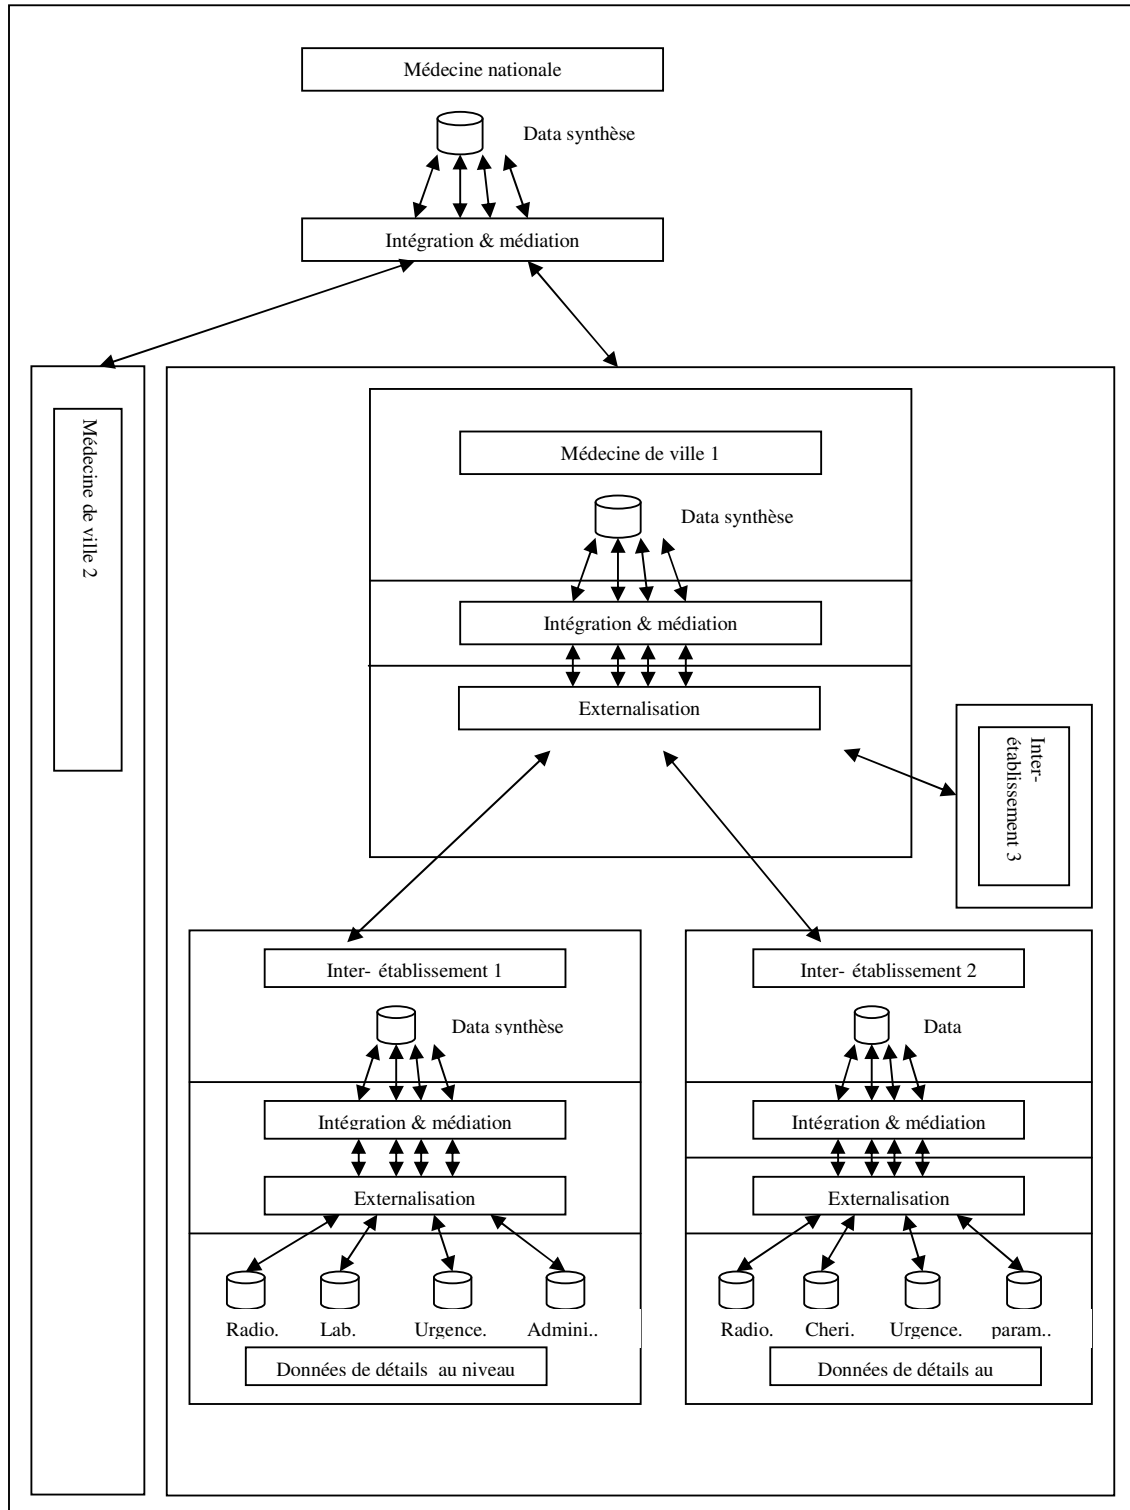 Médecine nationale
Data synthèse
Intégration & médiation
Médecine de ville 2
Médecine de ville 1
Data synthèse
Intégration & médiation
Externalisation
Inter-
établissement 3
Inter- établissement 1
Data synthèse
Intégration & médiation
Externalisation
Radio.
Lab.
Urgence.
Admini..
Données de détails au niveau
Inter- établissement 2
Data
Intégration & médiation
Externalisation
Radio.
Cheri.
Urgence.
param..
Données de détails au